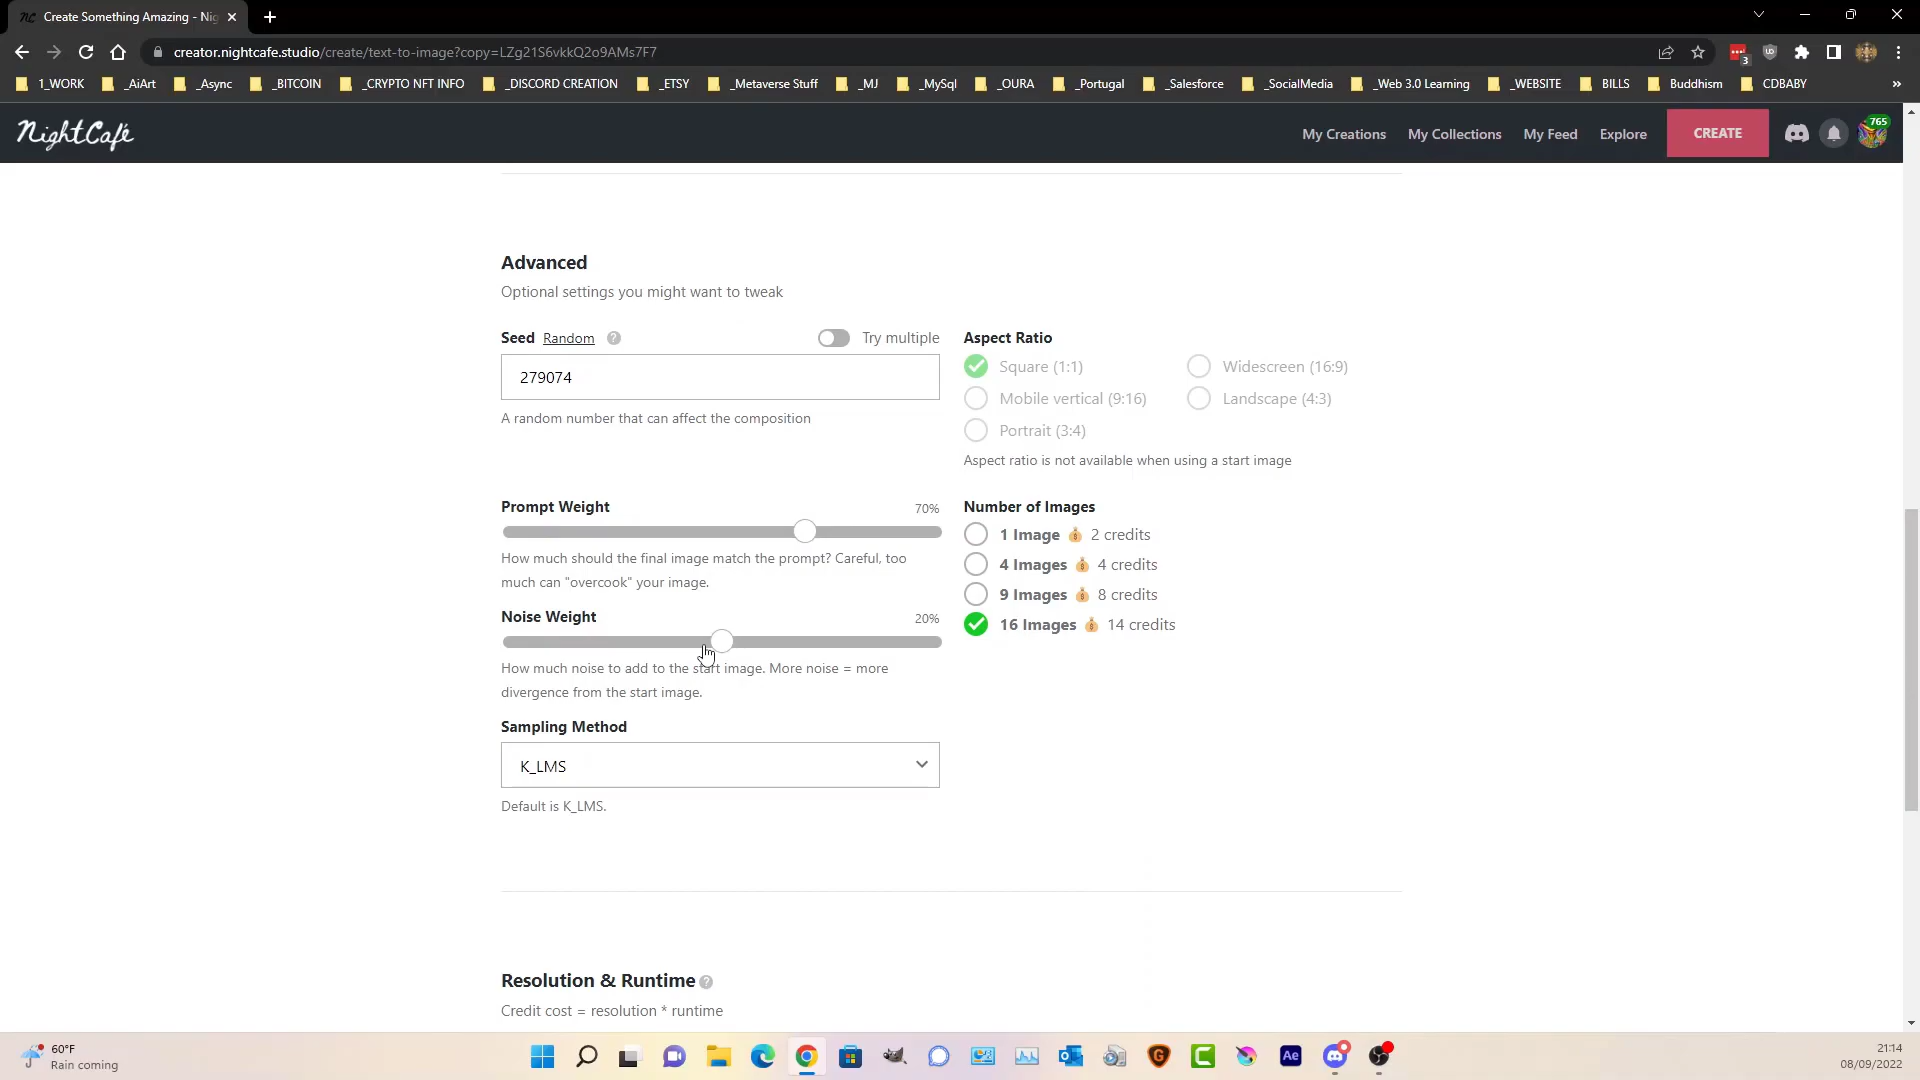 Create Something Amazing - Nig
creator.nightcafe.studio/create/text-to-image?copy=LZg21S6vkkQ2o9AMs7F7
3
1_WORK _AiArt _Async _BITCOIN _CRYPTO NFT INFO _DISCORD CREATION _ETSY _Metaverse Stuff _MJ _MySql _OURA _Portugal _Salesforce _SocialMedia _Web 3.0 Learning _WEBSITE BILLS Buddhism CDBABY »
NightCafé My Creations My Collections My Feed Explore CREATE 765
Advanced
Optional settings you might want to tweak
Seed Random ? Try multiple
279074
A random number that can affect the composition
Aspect Ratio
Square (1:1) Widescreen (16:9)
Mobile vertical (9:16) Landscape (4:3)
Portrait (3:4)
Aspect ratio is not available when using a start image
Prompt Weight 70%
How much should the final image match the prompt? Careful, too
much can "overcook" your image.
Noise Weight 20%
How much noise to add to the start image. More noise = more
divergence from the start image.
Number of Images
1 Image 2 credits
4 Images 4 credits
9 Images 8 credits
16 Images 14 credits
Sampling Method
K_LMS
Default is K_LMS.
Resolution & Runtime ?
Credit cost = resolution * runtime
60°F
Rain coming
Ae
21:14
08/09/2022